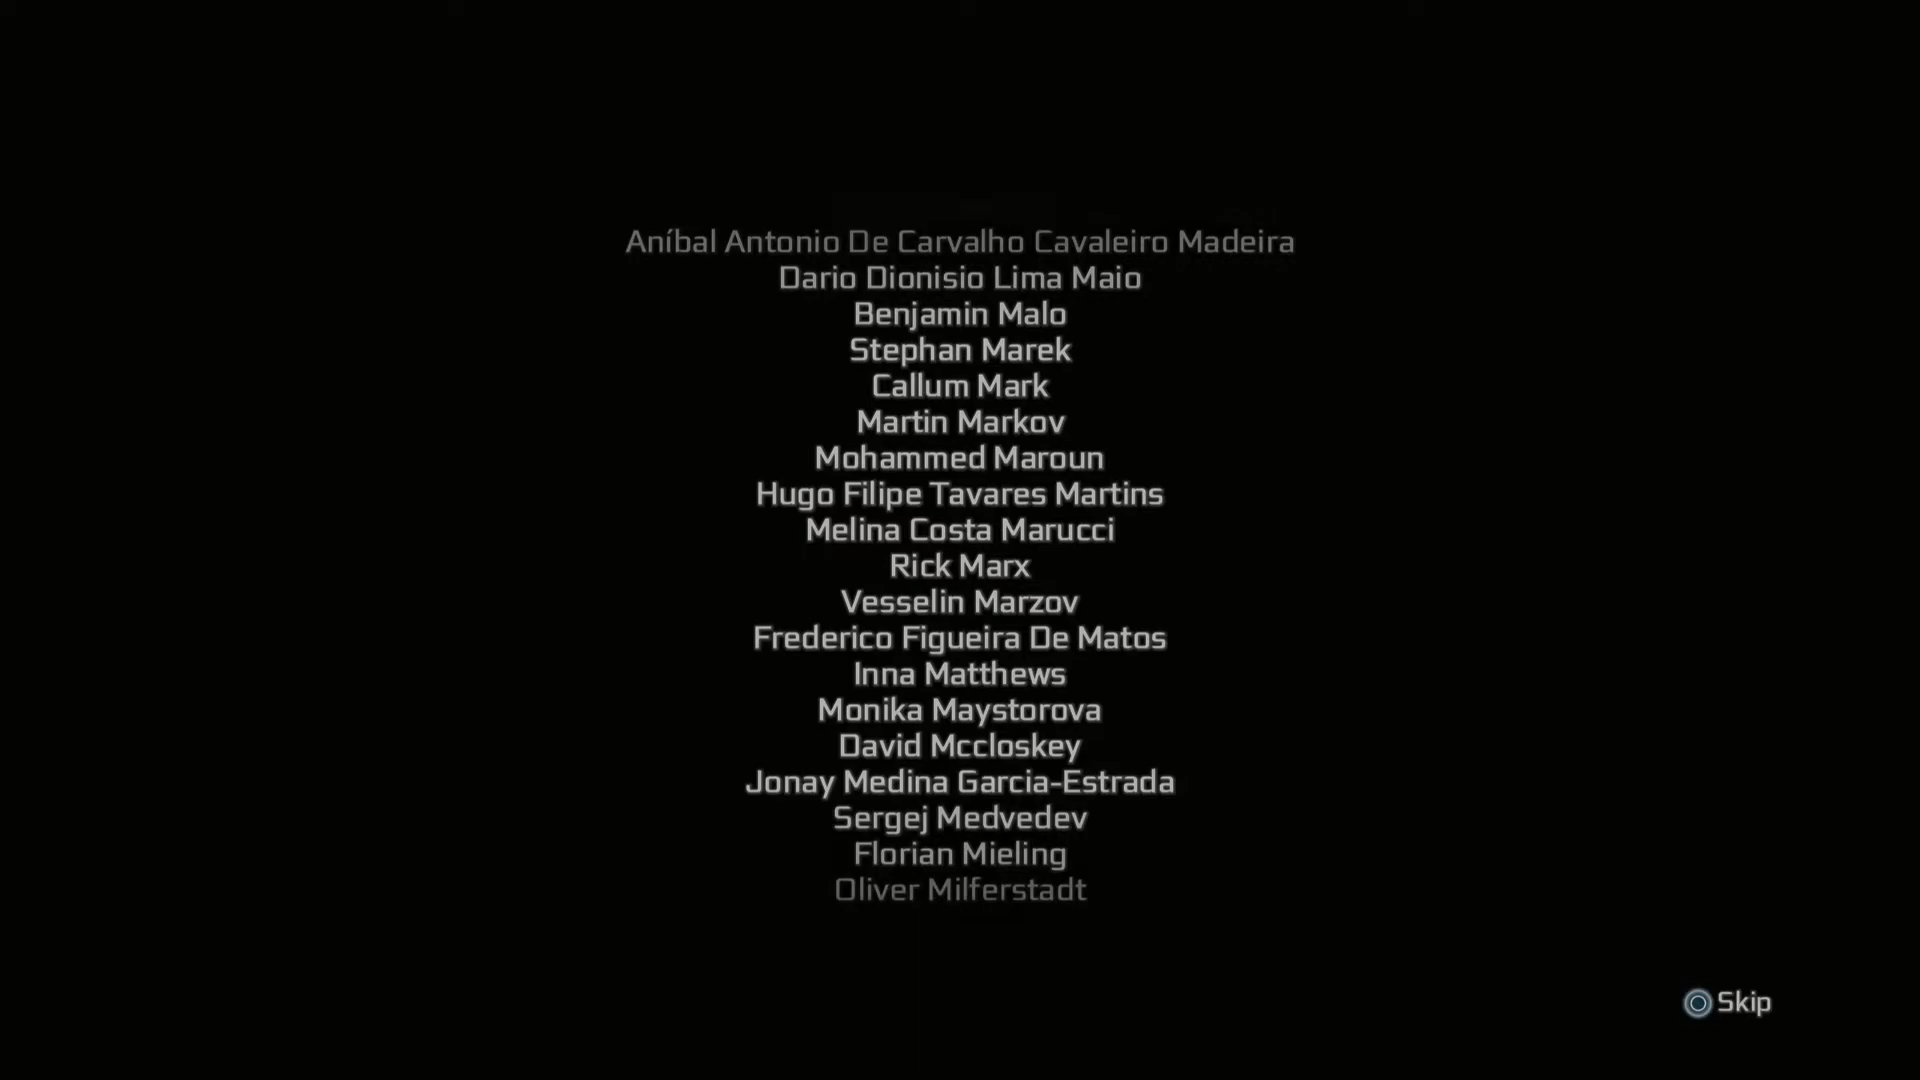 Aníbal Antonio De Carvalho Cavaleiro Madeira
Dario Dionisio Lima Maio
Benjamin Malo
Stephan Marek
Callum Mark
Martin Markov
Mohammed Maroun
Hugo Filipe Tavares Martins
Melina Costa Marucci
Rick Marx
Vesselin Marzov
Frederico Figueira De Matos
Inna Matthews
Monika Maystorova
David Mccloskey
Jonay Medina Garcia-Estrada
Sergej Medvedev
Florian Mieling
Oliver Milferstadt
Skip